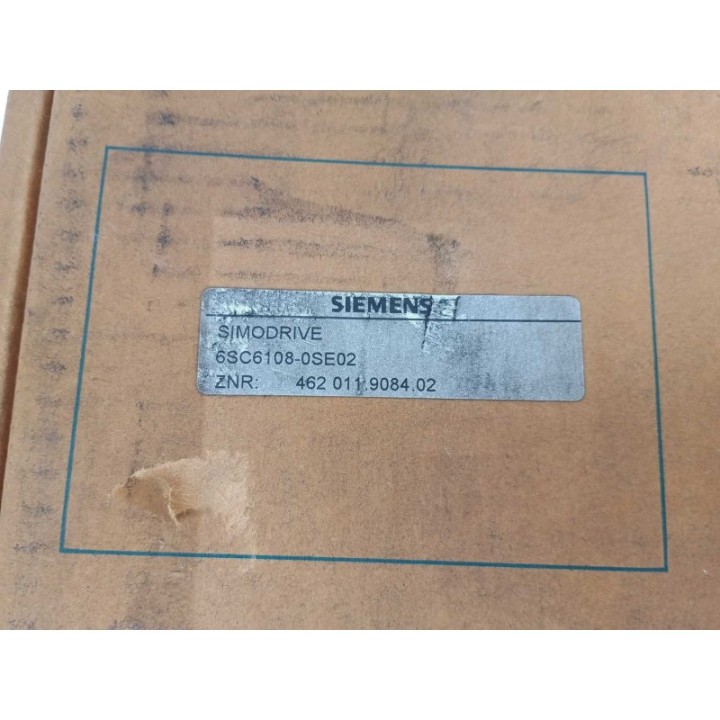 SIEMENS
SIMODRIVE
6SC6108-0SE02
ZNR: 462 011.9084.02